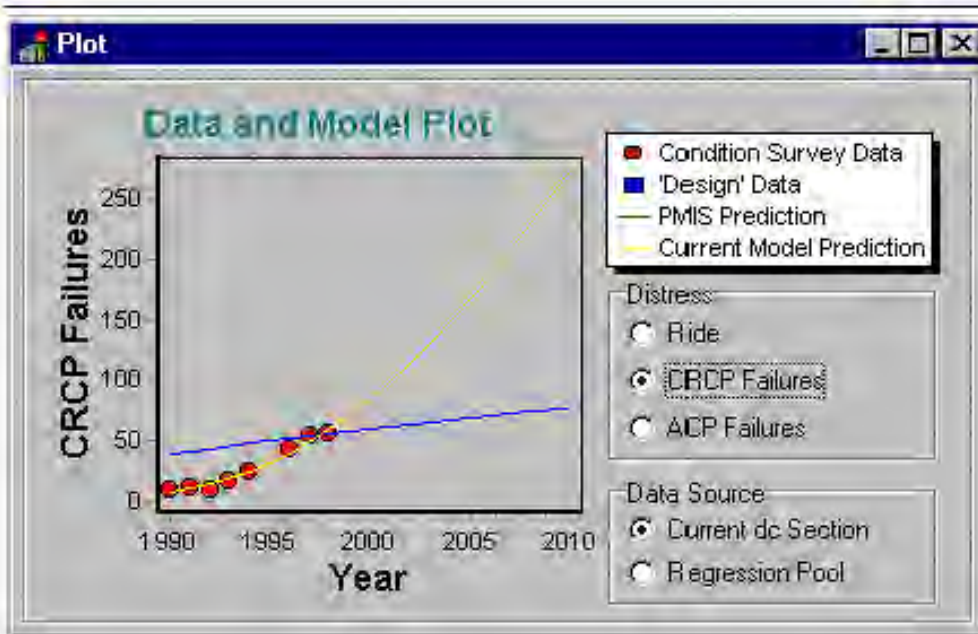 Plot
Data and Model Plot
CRCP Failures
250
200
150
100
50
0
1990
1995
2000
2005
2010
Year
Condition Survey Data
'Design' Data
PMIS Prediction
Current Model Prediction
Distress
Ride
CRCP Failures
ACP Failures
Data Source
Current dc Section
Regression Pool